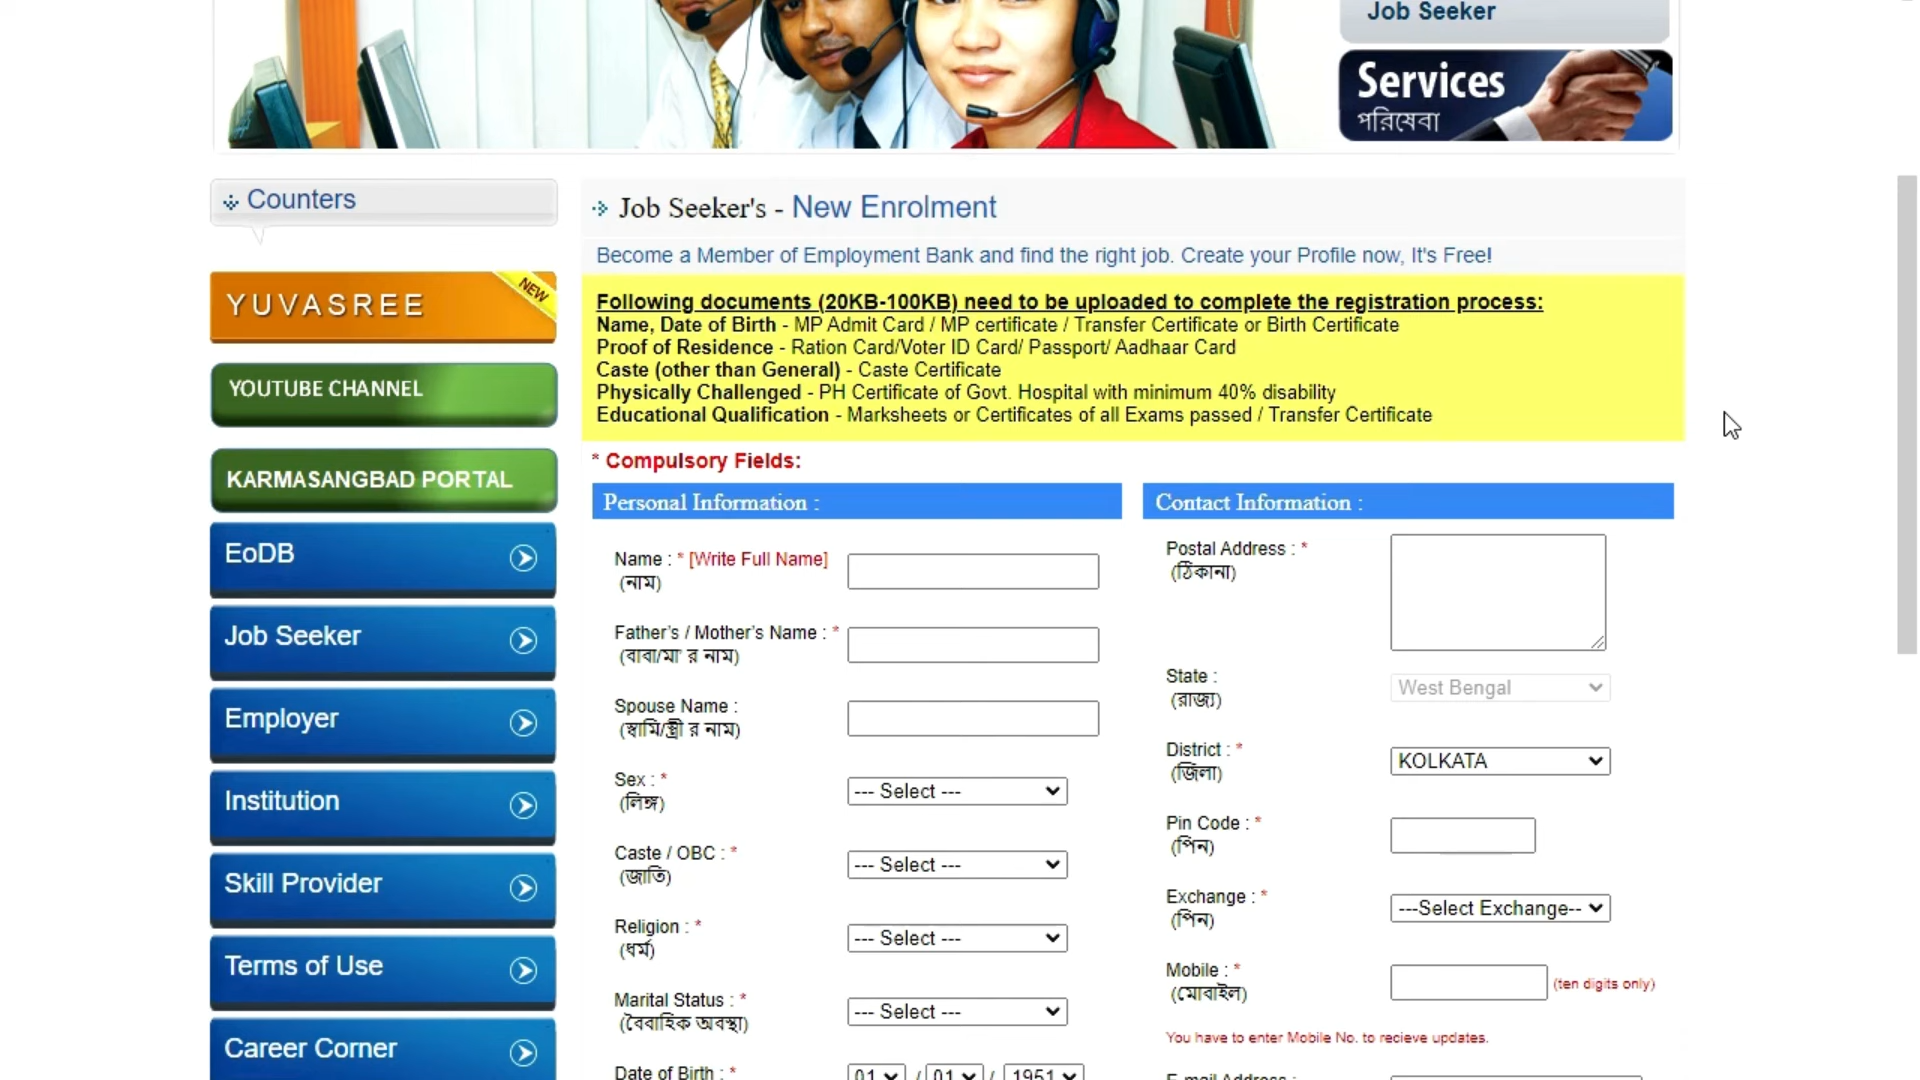 Job Seeker
Services
পরিষেবা
Counters
YUVASREE
NEW
YOUTUBE CHANNEL
KARMASANGBAD PORTAL
EoDB
Job Seeker
Employer
Institution
Skill Provider
Terms of Use
Career Corner
Job Seeker's - New Enrolment
Become a Member of Employment Bank and find the right job. Create your Profile now, It's Free!
Following documents (20KB-100KB) need to be uploaded to complete the registration process:
Name, Date of Birth - MP Admit Card / MP certificate / Transfer Certificate or Birth Certificate
Proof of Residence - Ration Card/Voter ID Card/ Passport/ Aadhaar Card
Caste (other than General) - Caste Certificate
Physically Challenged - PH Certificate of Govt. Hospital with minimum 40% disability
Educational Qualification - Marksheets or Certificates of all Exams passed / Transfer Certificate
* Compulsory Fields:
Personal Information :
Name : * [Write Full Name]
(নাম)
Father's / Mother's Name : *
(বাবা/মা' র নাম)
Spouse Name :
(স্বামি/স্ত্রী র নাম)
Sex : *
(লিঙ্গ)
--- Select ---
Caste / OBC : *
(জাতি)
--- Select ---
Religion : *
(ধর্ম)
--- Select ---
Marital Status : *
(বৈবাহিক অবস্থা)
--- Select ---
Date of Birth : *
01 / 01 / 1951
Contact Information :
Postal Address : *
(ঠিকানা)
State :
(রাজ্য)
West Bengal
District : *
(জিলা)
KOLKATA
Pin Code : *
(পিন)
Exchange : *
(পিন)
---Select Exchange--
Mobile : *
(মোবাইল)
(ten digits only)
You have to enter Mobile No. to recieve updates.
E-mail Address :